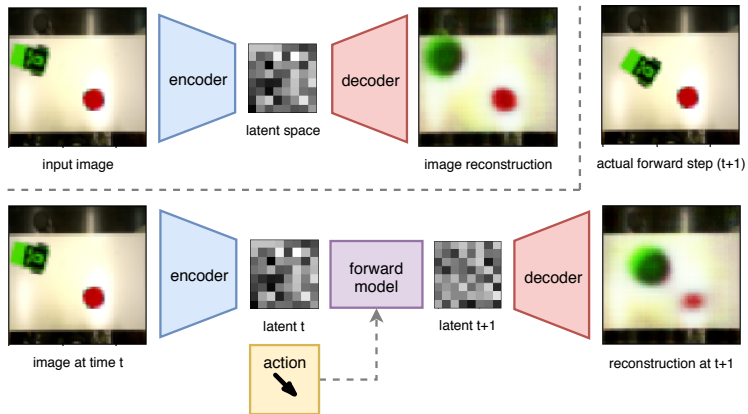 encoder
decoder
latent space
input image
image reconstruction
actual forward step (t+1)
encoder
forward
model
decoder
latent t
latent t+1
image at time t
action
reconstruction at t+1